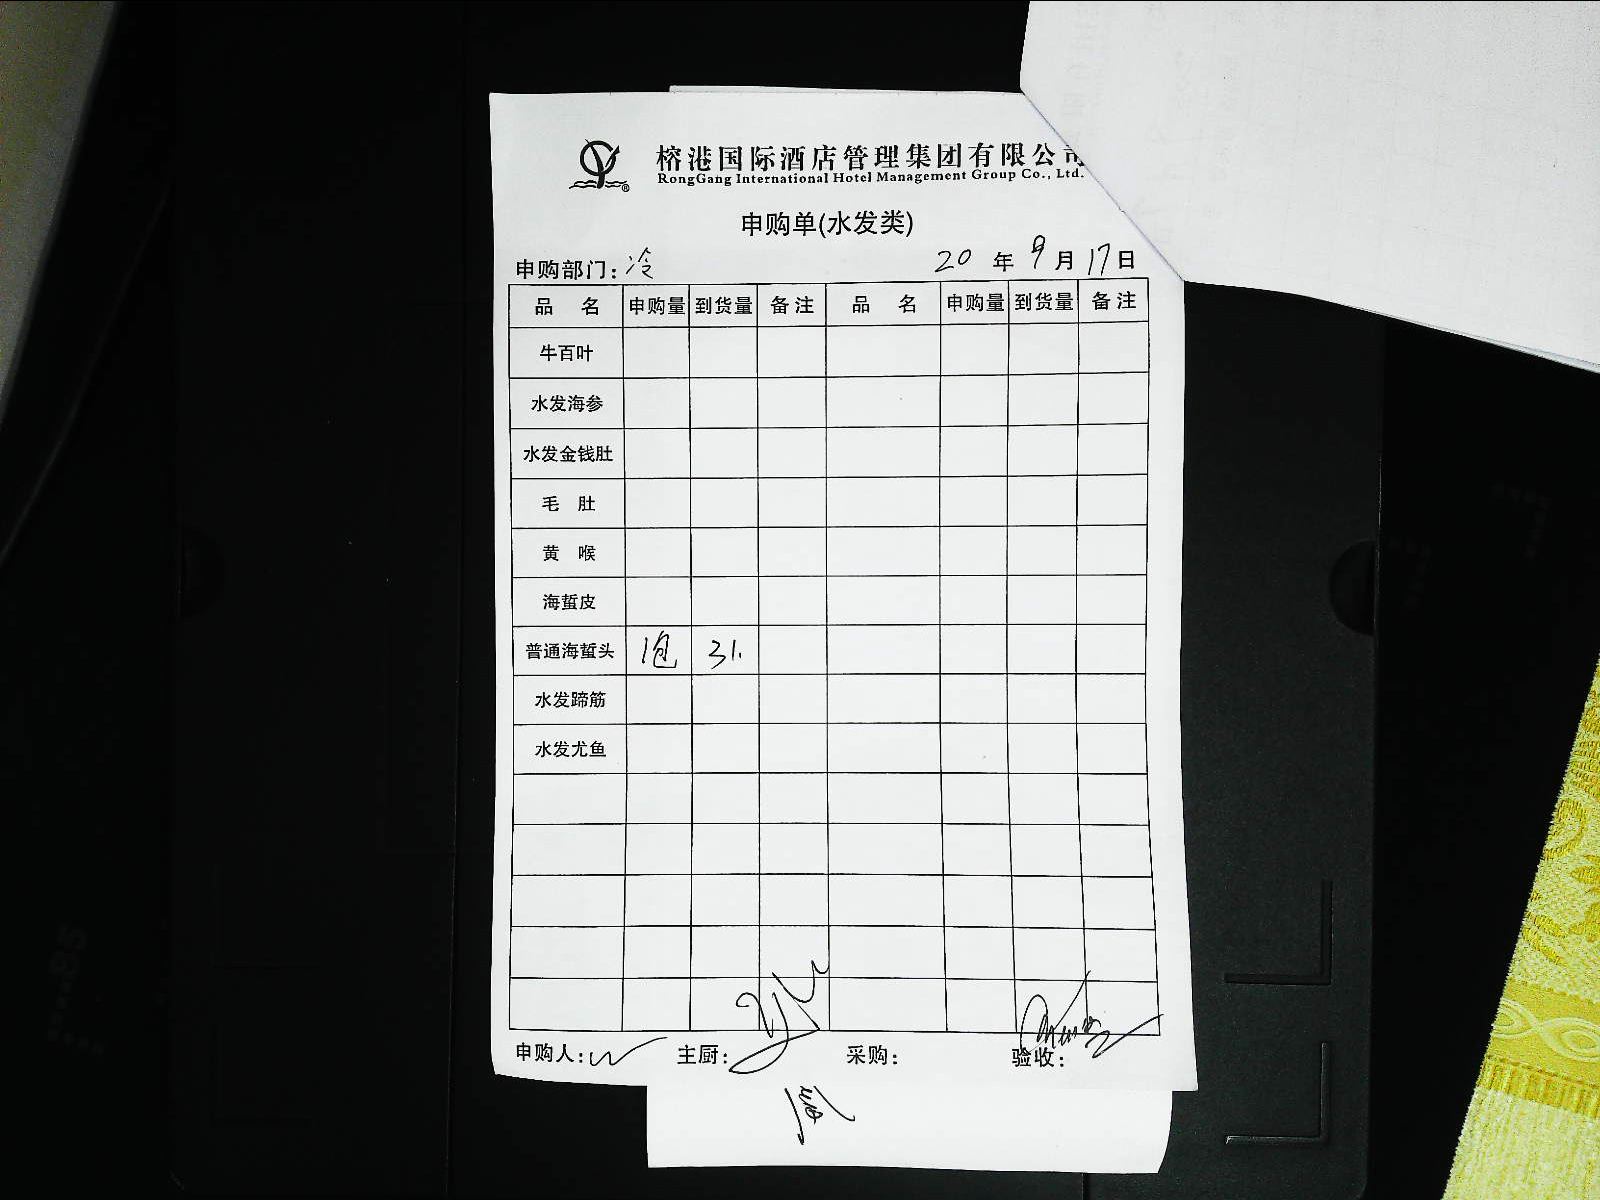 榕港国际酒店管理集团有限公司
RongGang International Hotel Management Group Co., Ltd.
申购单(水发类)
申购部门：冷 20 年 9 月 17 日
品 名 申购量 到货量 备注 品 名 申购量 到货量 备注
牛百叶
水发海参
水发金钱肚
毛 肚
黄 喉
海蜇皮
普通海蜇头 1包 31.
水发蹄筋
水发尤鱼
申购人： 主厨： 采购： 验收：